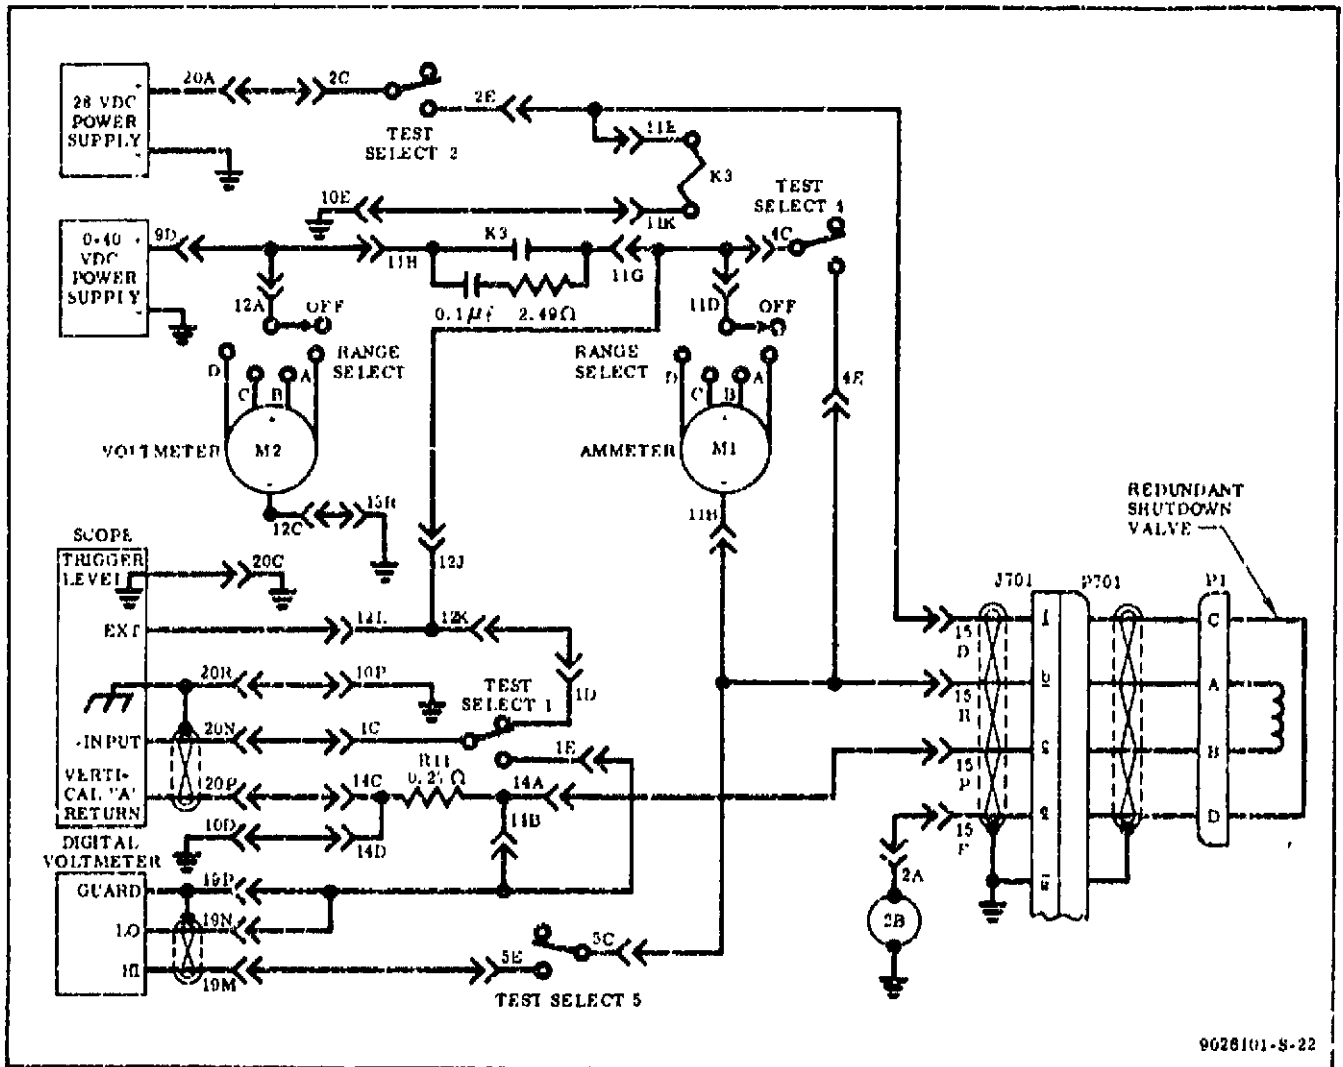 20A
2C
28 VDC
POWER
SUPPLY
+
-
2E
TEST
SELECT 2
11E
K3
10E
11K
TEST
SELECT 4
0-40
VDC
POWER
SUPPLY
+
-
9D
11H
K3
11G
4C
12A
OFF
0.1μf
2.49Ω
11D
OFF
RANGE
SELECT
D
C
B
A
RANGE
SELECT
D
C
B
A
4E
VOLTMETER
M2
AMMETER
M1
12C
15R
11B
REDUNDANT
SHUTDOWN
VALVE
SCOPE
TRIGGER
LEVEL
20C
12J
J701
P701
P1
EXT
12L
12K
15
D
C
20R
10P
TEST
SELECT 1
1D
15
R
b
A
-INPUT
20N
1C
1E
15
P
B
VERTI-
CAL "A"
RETURN
20P
14C
R11
14A
14B
D
10D
14D
15
F
DIGITAL
VOLTMETER
GUARD
19P
2A
LO
19N
2B
5C
HI
19M
5E
TEST SELECT 5
9026101-S-22